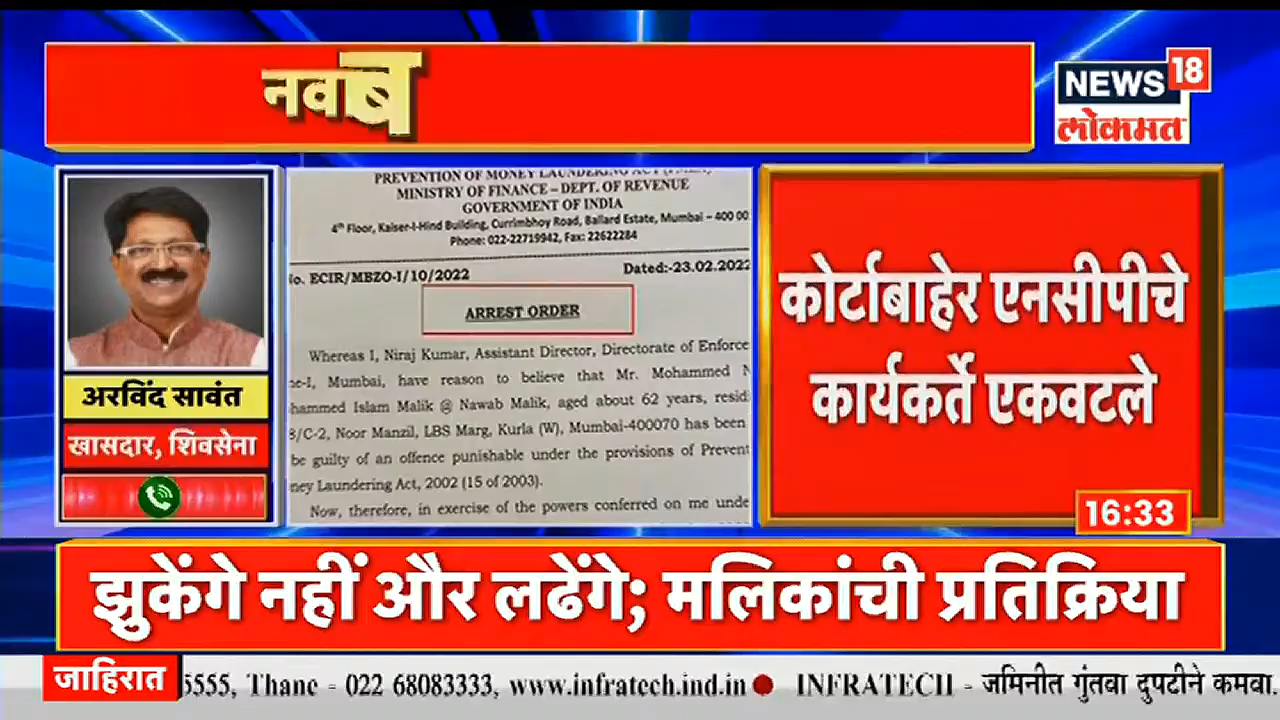 नवाब
NEWS 18
लोकमत
अरविंद सावंत
खासदार, शिवसेना
PREVENTION OF MONEY LAUNDERING ACT
MINISTRY OF FINANCE – DEPT. OF REVENUE
GOVERNMENT OF INDIA
4th Floor, Kaiser-I-Hind Building, Currimbhoy Road, Ballard Estate, Mumbai – 400 00
Phone: 022-22719942, Fax: 22622284
No. ECIR/MBZO-I/10/2022 Dated:-23.02.2022
ARREST ORDER
Whereas I, Niraj Kumar, Assistant Director, Directorate of Enforce
ne-I, Mumbai, have reason to believe that Mr. Mohammed N
hammed Islam Malik @ Nawab Malik, aged about 62 years, resid
3/C-2, Noor Manzil, LBS Marg, Kurla (W), Mumbai-400070 has been
be guilty of an offence punishable under the provisions of Prevent
ney Laundering Act, 2002 (15 of 2003).
Now, therefore, in exercise of the powers conferred on me unde
कोर्टाबाहेर एनसीपीचे
कार्यकर्ते एकवटले
16:33
झुकेंगे नहीं और लढेंगे; मलिकांची प्रतिक्रिया
जाहिरात 5555, Thane - 022 68083333, www.infratech.ind.in ● INFRATECH - जमिनीत गुंतवा दुपटीने कमवा.